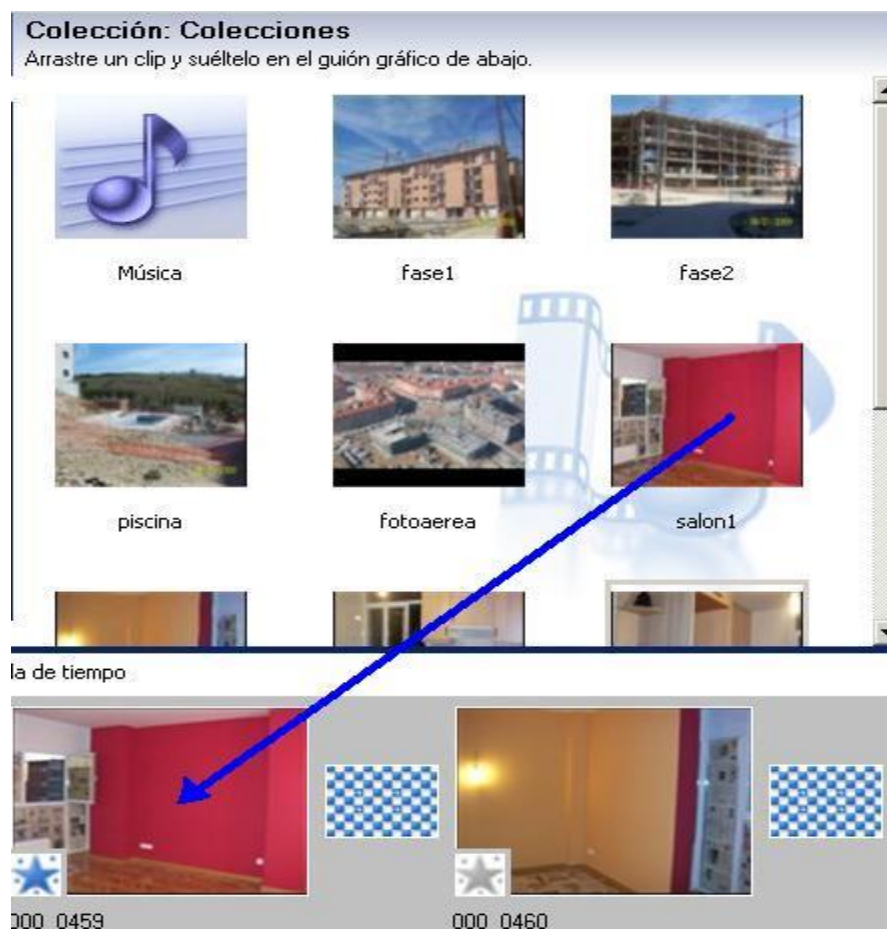 Colección: Colecciones
Arrastre un clip y suéltelo en el guión gráfico de abajo.
Música
fase1
fase2
piscina
fotoaerea
salon1
la de tiempo
000_0459
000_0460